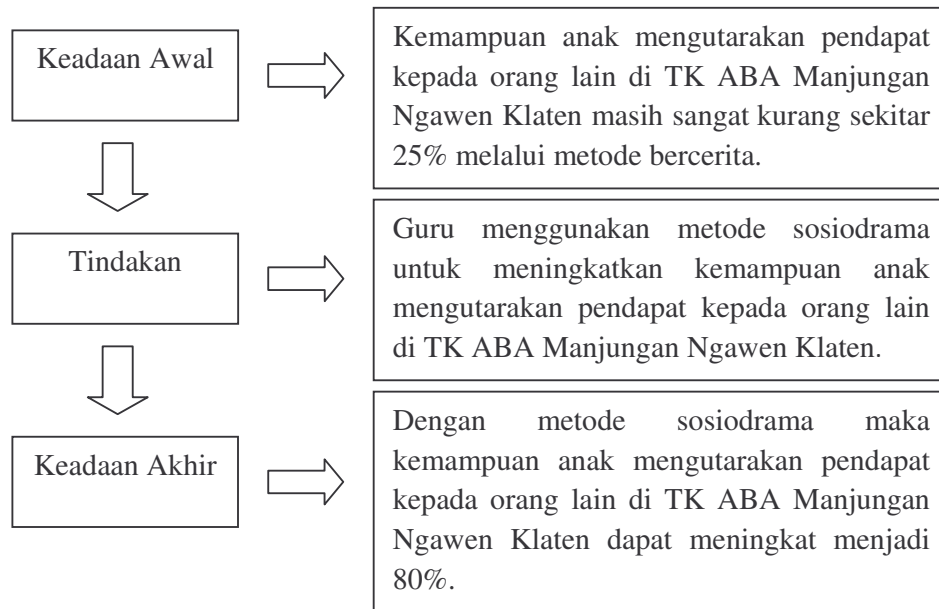 Keadaan Awal
Kemampuan anak mengutarakan pendapat
kepada orang lain di TK ABA Manjungan
Ngawen Klaten masih sangat kurang sekitar
25% melalui metode bercerita.
Tindakan
Guru menggunakan metode sosiodrama
untuk meningkatkan kemampuan anak
mengutarakan pendapat kepada orang lain
di TK ABA Manjungan Ngawen Klaten.
Keadaan Akhir
Dengan metode sosiodrama maka
kemampuan anak mengutarakan pendapat
kepada orang lain di TK ABA Manjungan
Ngawen Klaten dapat meningkat menjadi
80%.